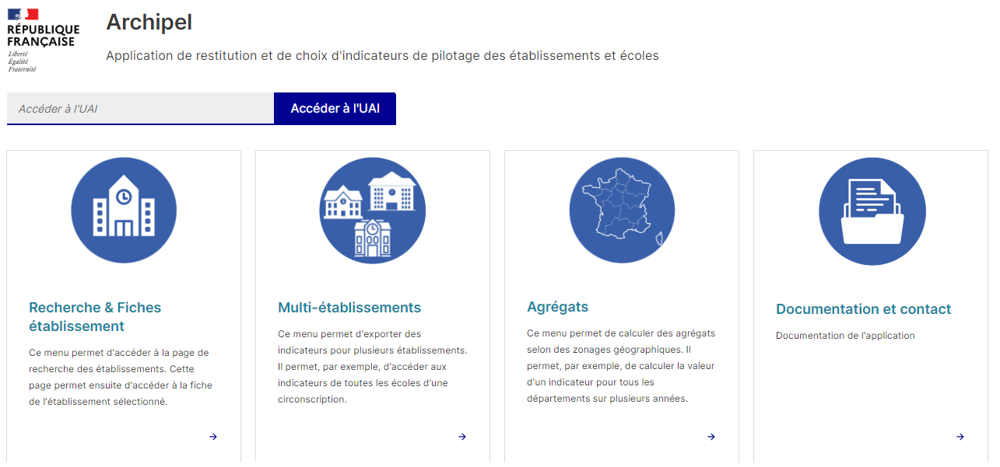 RÉPUBLIQUE
FRANÇAISE
Liberté
Égalité
Fraternité
Archipel
Application de restitution et de choix d'indicateurs de pilotage des établissements et écoles
Accéder à l'UAI
Accéder à l'UAI
Recherche & Fiches
établissement
Ce menu permet d'accéder à la page de
recherche des établissements. Cette
page permet ensuite d'accéder à la fiche
de l'établissement sélectionné.
Multi-établissements
Ce menu permet d'exporter des
indicateurs pour plusieurs établissements.
Il permet, par exemple, d'accéder aux
indicateurs de toutes les écoles d'une
circonscription.
Agrégats
Ce menu permet de calculer des agrégats
selon des zonages géographiques. Il
permet, par exemple, de calculer la valeur
d'un indicateur pour tous les
départements sur plusieurs années.
Documentation et contact
Documentation de l'application